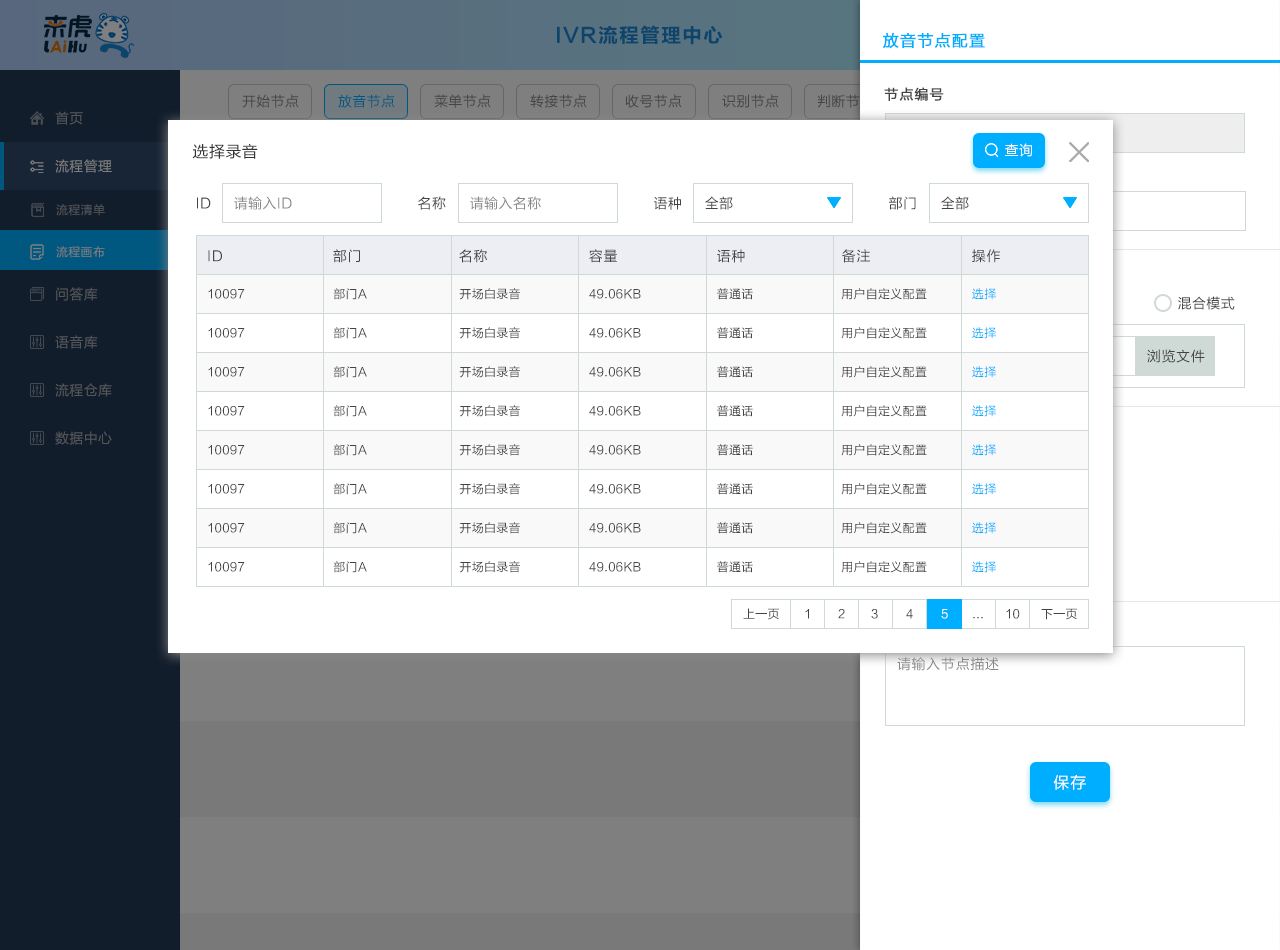 来虎
LAiHu
IVR流程管理中心
放音节点配置
开始节点 放音节点 菜单节点 转接节点 收号节点 识别节点 判断节
节点编号
首页
流程管理
流程清单
流程画布
问答库
语音库
流程仓库
数据中心
选择录音
查询
ID 请输入ID 名称 请输入名称 语种 全部 部门 全部
ID 部门 名称 容量 语种 备注 操作
10097 部门A 开场白录音 49.06KB 普通话 用户自定义配置 选择
10097 部门A 开场白录音 49.06KB 普通话 用户自定义配置 选择
10097 部门A 开场白录音 49.06KB 普通话 用户自定义配置 选择
10097 部门A 开场白录音 49.06KB 普通话 用户自定义配置 选择
10097 部门A 开场白录音 49.06KB 普通话 用户自定义配置 选择
10097 部门A 开场白录音 49.06KB 普通话 用户自定义配置 选择
10097 部门A 开场白录音 49.06KB 普通话 用户自定义配置 选择
10097 部门A 开场白录音 49.06KB 普通话 用户自定义配置 选择
上一页 1 2 3 4 5 ... 10 下一页
混合模式
浏览文件
请输入节点描述
保存